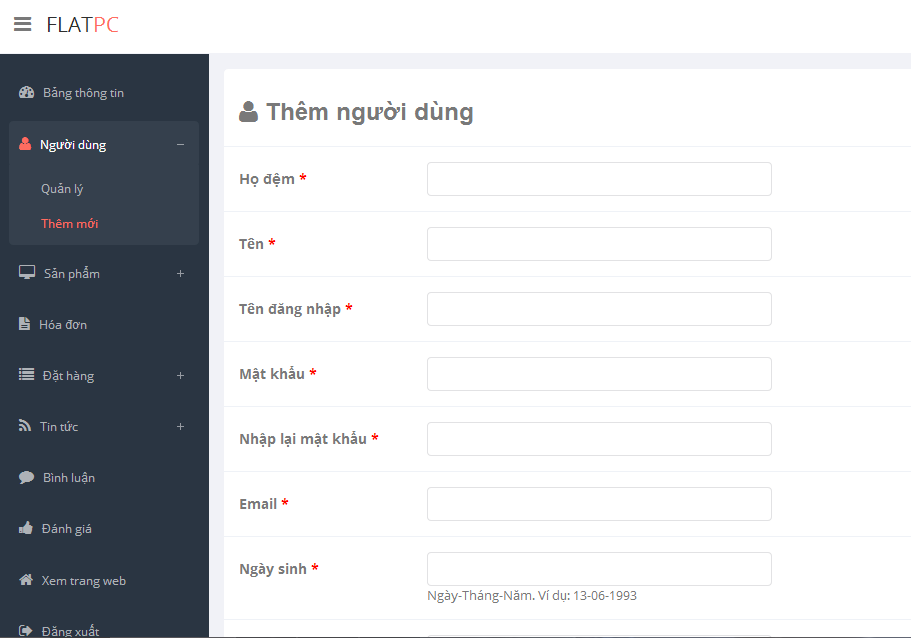 FLATPC
Bảng thông tin
Người dùng
Quản lý
Thêm mới
Sản phẩm
Hóa đơn
Đặt hàng
Tin tức
Bình luận
Đánh giá
Xem trang web
Đăng xuất
Thêm người dùng
Họ đệm *
Tên *
Tên đăng nhập *
Mật khẩu *
Nhập lại mật khẩu *
Email *
Ngày sinh *
Ngày-Tháng-Năm. Ví dụ: 13-06-1993